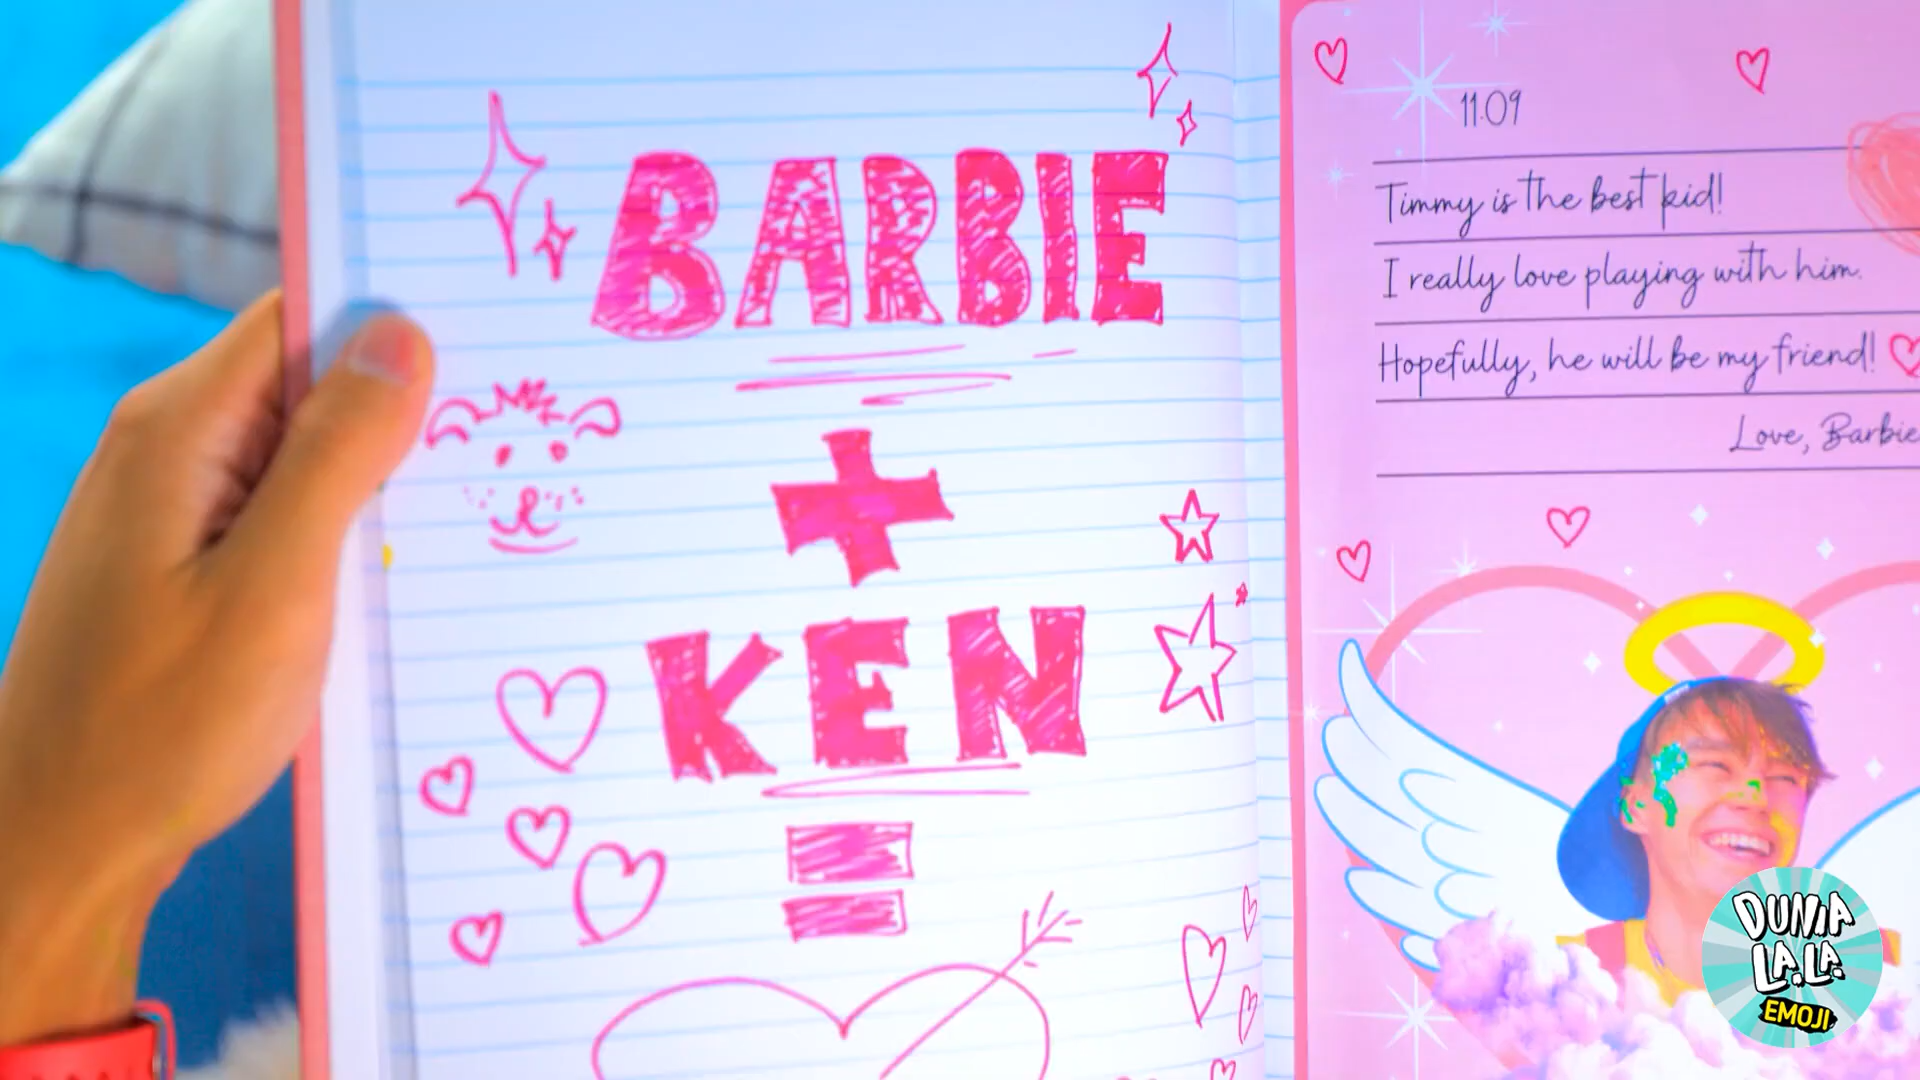 BARBIE
+
KEN
=
11.09
Timmy is the best kid!
I really love playing with him.
Hopefully, he will be my friend!
Love, Barbie
DUNIA
LA.LA.
EMOJI